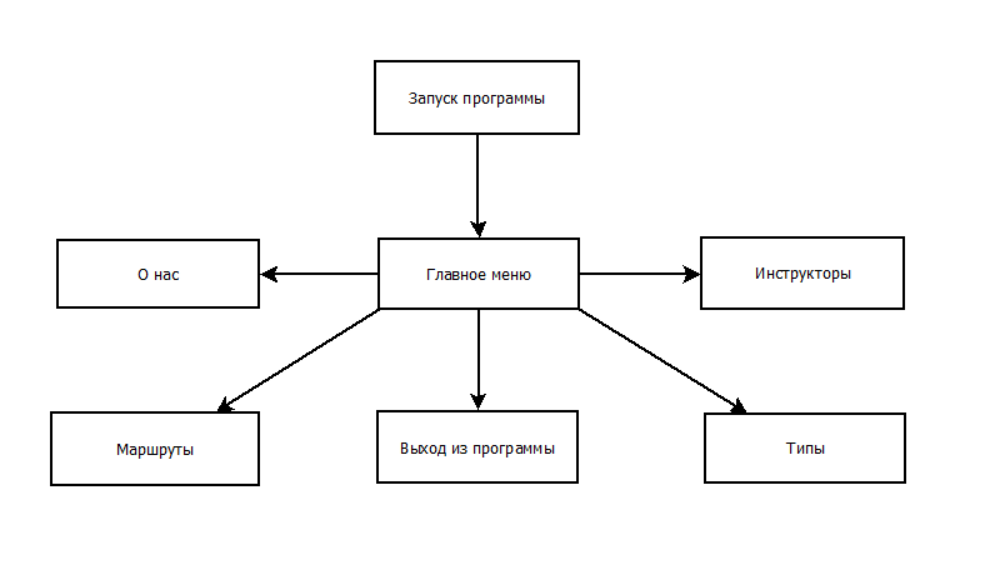 Запуск программы
О нас
Главное меню
Инструкторы
Маршруты
Выход из программы
Типы